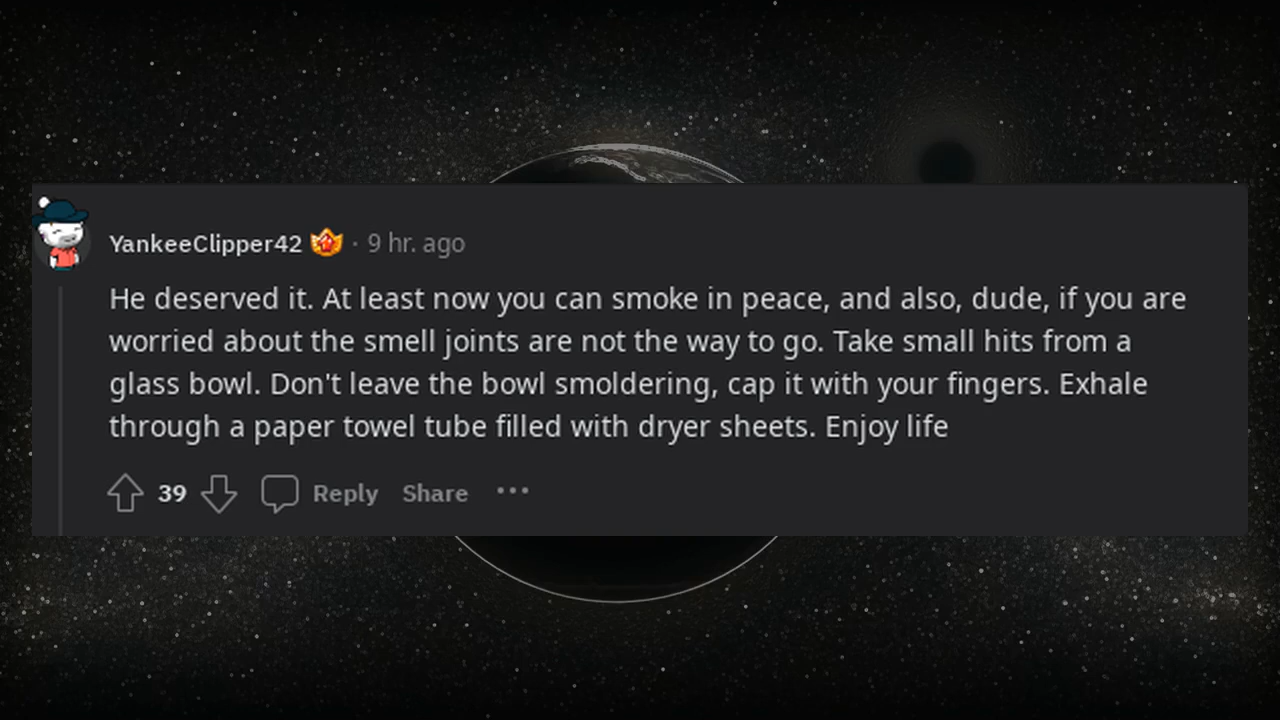 YankeeClipper42 · 9 hr. ago
He deserved it. At least now you can smoke in peace, and also, dude, if you are
worried about the smell joints are not the way to go. Take small hits from a
glass bowl. Don't leave the bowl smoldering, cap it with your fingers. Exhale
through a paper towel tube filled with dryer sheets. Enjoy life
39 Reply Share ···